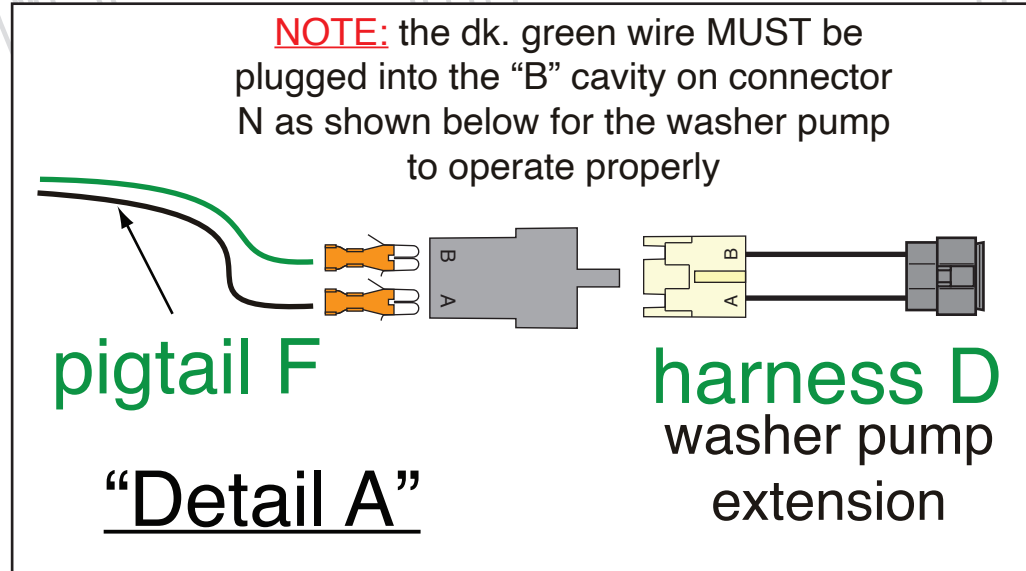 NOTE: the dk. green wire MUST be
plugged into the “B” cavity on connector
N as shown below for the washer pump
to operate properly
B
A
B
A
pigtail F
harness D
washer pump
extension
“Detail A”